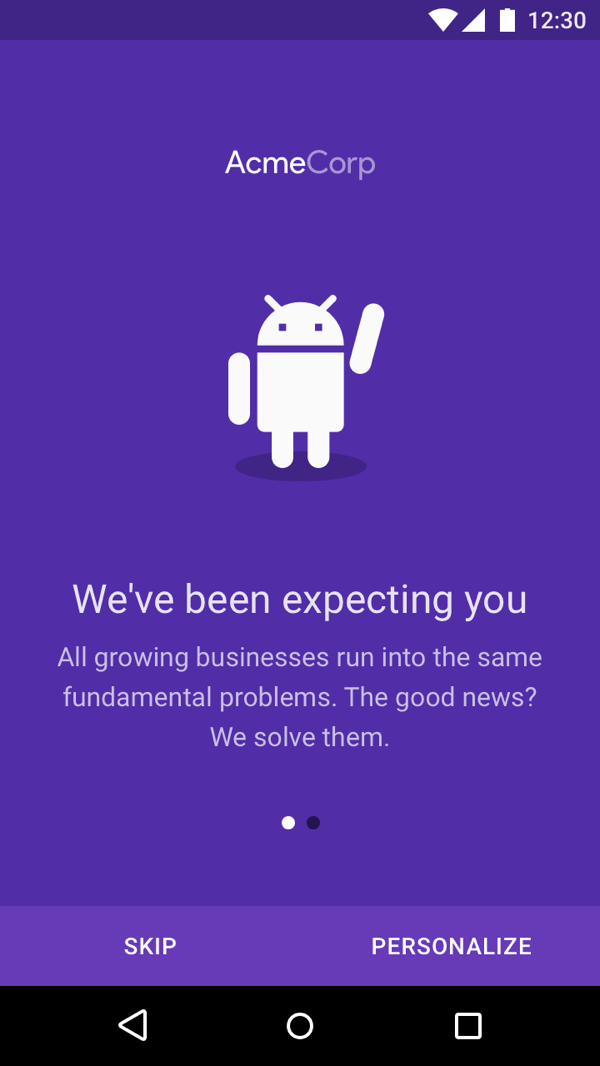 12:30
AcmeCorp
We've been expecting you
All growing businesses run into the same
fundamental problems. The good news?
We solve them.
SKIP PERSONALIZE